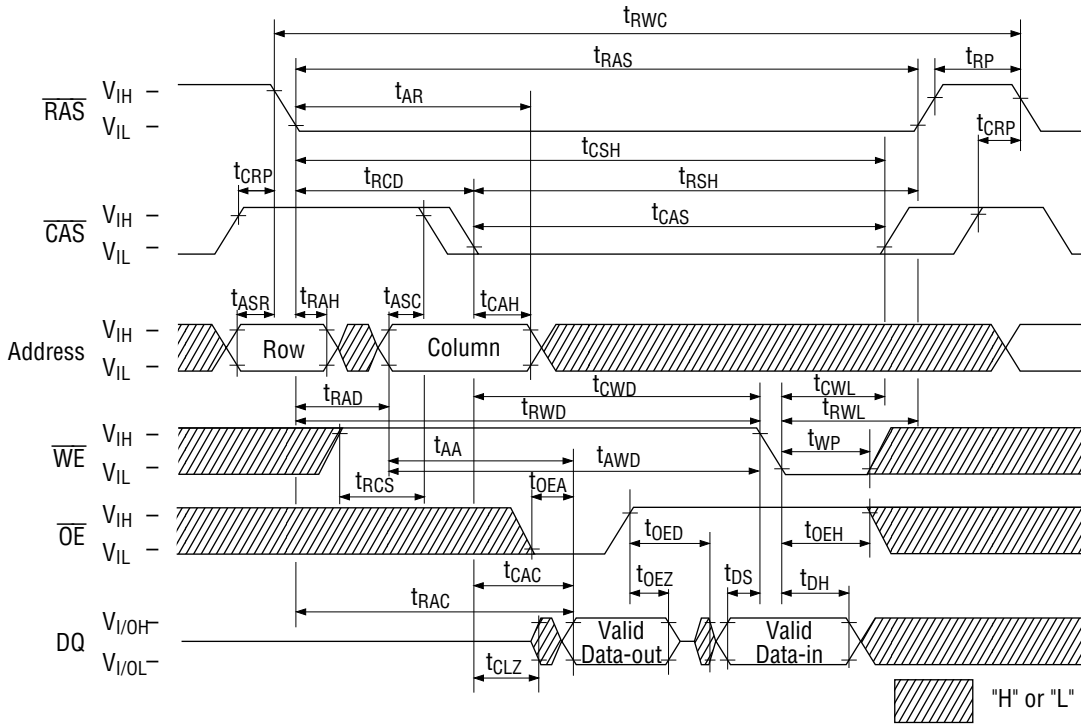 tRWC
tRAS
tRP
VIH
RAS
VIL
tAR
tCRP
tCSH
tCRP
tRCD
tRSH
VIH
CAS
VIL
tCAS
tASR
tRAH
tASC
tCAH
VIH
Address
VIL
Row
Column
tRAD
tCWD
tCWL
tRWD
tRWL
VIH
WE
VIL
tAA
tAWD
tWP
tRCS
tOEA
VIH
OE
VIL
tOED
tOEH
tCAC
tOEZ
tDS
tDH
tRAC
VI/OH
DQ
VI/OL
Valid
Data-out
Valid
Data-in
tCLZ
"H" or "L"